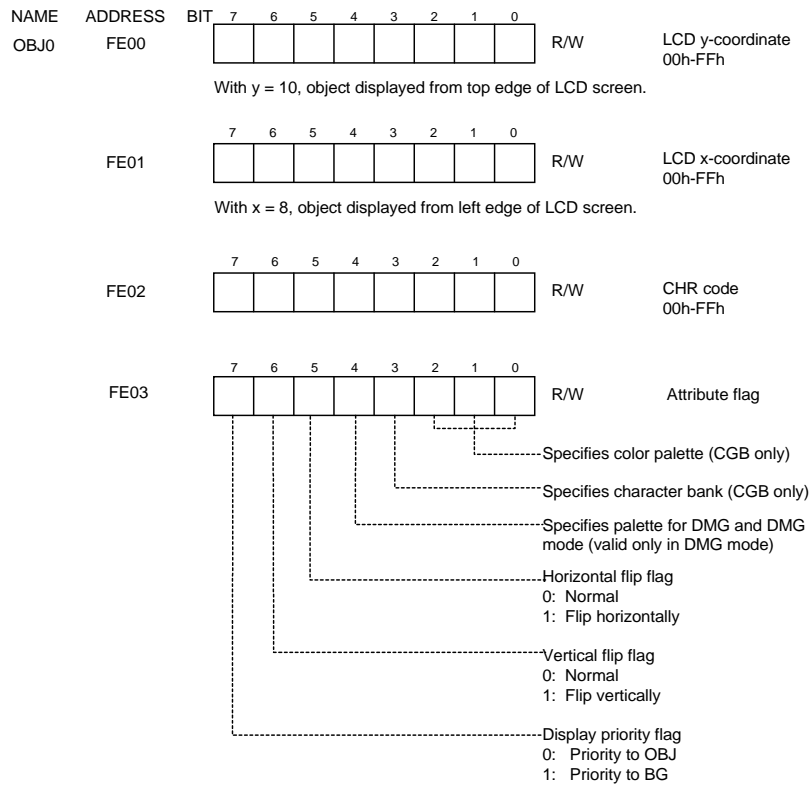 NAME ADDRESS BIT 7 6 5 4 3 2 1 0
OBJ0 FE00 R/W LCD y-coordinate
00h-FFh
With y = 10, object displayed from top edge of LCD screen.
7 6 5 4 3 2 1 0
FE01 R/W LCD x-coordinate
00h-FFh
With x = 8, object displayed from left edge of LCD screen.
7 6 5 4 3 2 1 0
FE02 R/W CHR code
00h-FFh
7 6 5 4 3 2 1 0
FE03 R/W Attribute flag
Specifies color palette (CGB only)
Specifies character bank (CGB only)
Specifies palette for DMG and DMG
mode (valid only in DMG mode)
Horizontal flip flag
0: Normal
1: Flip horizontally
Vertical flip flag
0: Normal
1: Flip vertically
Display priority flag
0: Priority to OBJ
1: Priority to BG